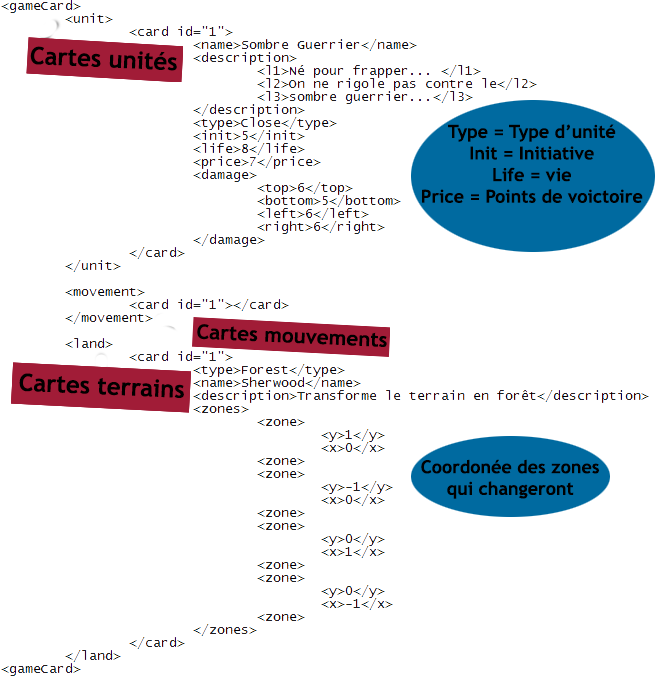 <gameCard>
<unit>
<card id="1">
<name>Sombre Guerrier</name>
Cartes unités
<description>
<l1>Né pour frapper... </l1>
<l2>On ne rigole pas contre le</l2>
<l3>sombre guerrier...</l3>
</description>
<type>Close</type>
<init>5</init>
<life>8</life>
<price>7</price>
<damage>
<top>6</top>
<bottom>5</bottom>
<left>6</left>
<right>6</right>
</damage>
</card>
</unit>
Type = Type d'unité
Init = Initiative
Life = vie
Price = Points de voictoire
<movement>
<card id="1"></card>
</movement>
Cartes mouvements
<land>
<card id="1">
Cartes terrains
<type>Forest</type>
<name>Sherwood</name>
<description>Transforme le terrain en forêt</description>
<zones>
<zone>
<y>1</y>
<x>0</x>
<zone>
<zone>
<y>-1</y>
<x>0</x>
<zone>
<zone>
<y>0</y>
<x>1</x>
<zone>
<zone>
<y>0</y>
<x>-1</x>
<zone>
</zones>
</card>
</land>
<gameCard>
Coordonée des zones
qui changeront